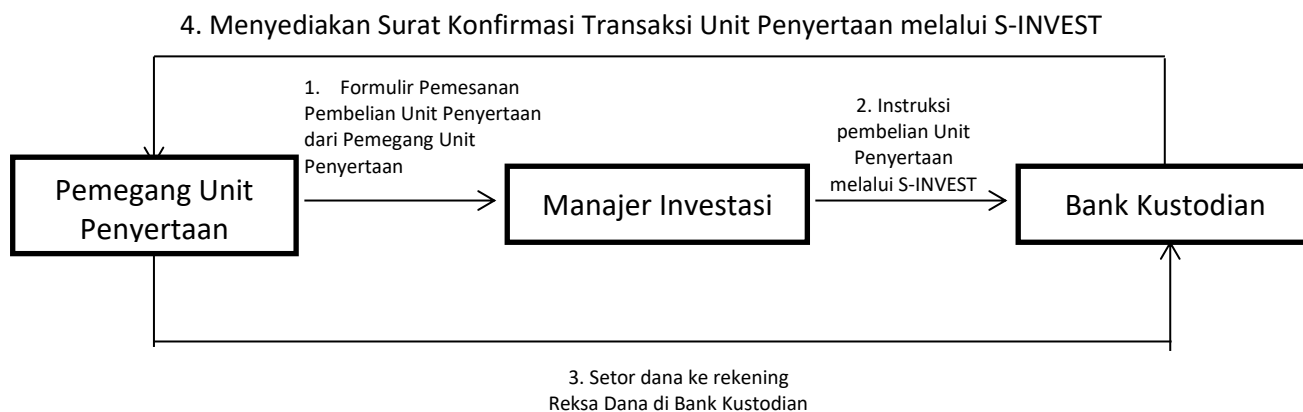 4. Menyediakan Surat Konfirmasi Transaksi Unit Penyertaan melalui S-INVEST
1. Formulir Pemesanan
Pembelian Unit Penyertaan
dari Pemegang Unit
Penyertaan
2. Instruksi
pembelian Unit
Penyertaan
melalui S-INVEST
Pemegang Unit
Penyertaan
Manajer Investasi
Bank Kustodian
3. Setor dana ke rekening
Reksa Dana di Bank Kustodian